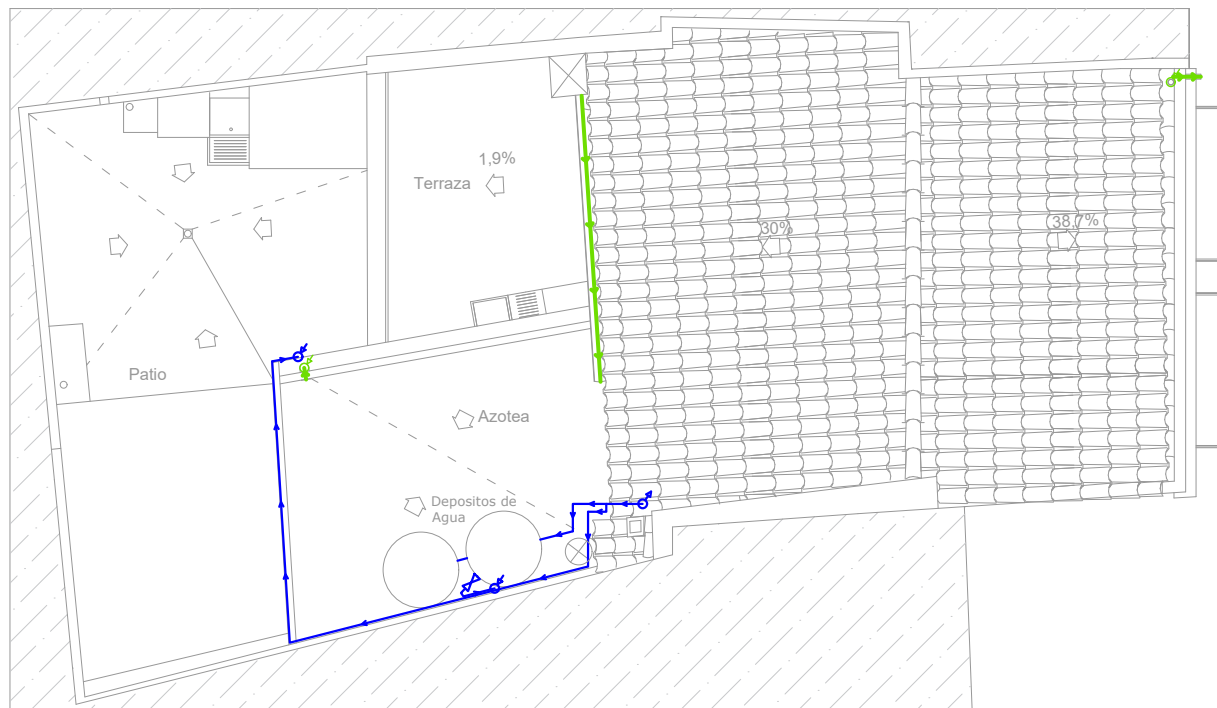 1,9%
Terraza
30%
38,7%
Patio
Azotea
Depositos de
Agua